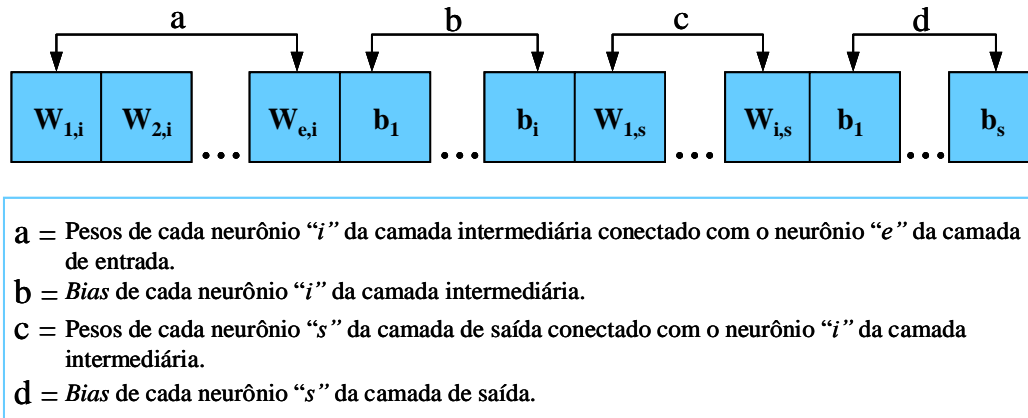 a b c d
W1,i W2,i ... We,i b1 ... bi W1,s ... Wi,s b1 ... bs
a = Pesos de cada neurônio “i” da camada intermediária conectado com o neurônio “e” da camada
de entrada.
b = Bias de cada neurônio “i” da camada intermediária.
c = Pesos de cada neurônio “s” da camada de saída conectado com o neurônio “i” da camada
intermediária.
d = Bias de cada neurônio “s” da camada de saída.